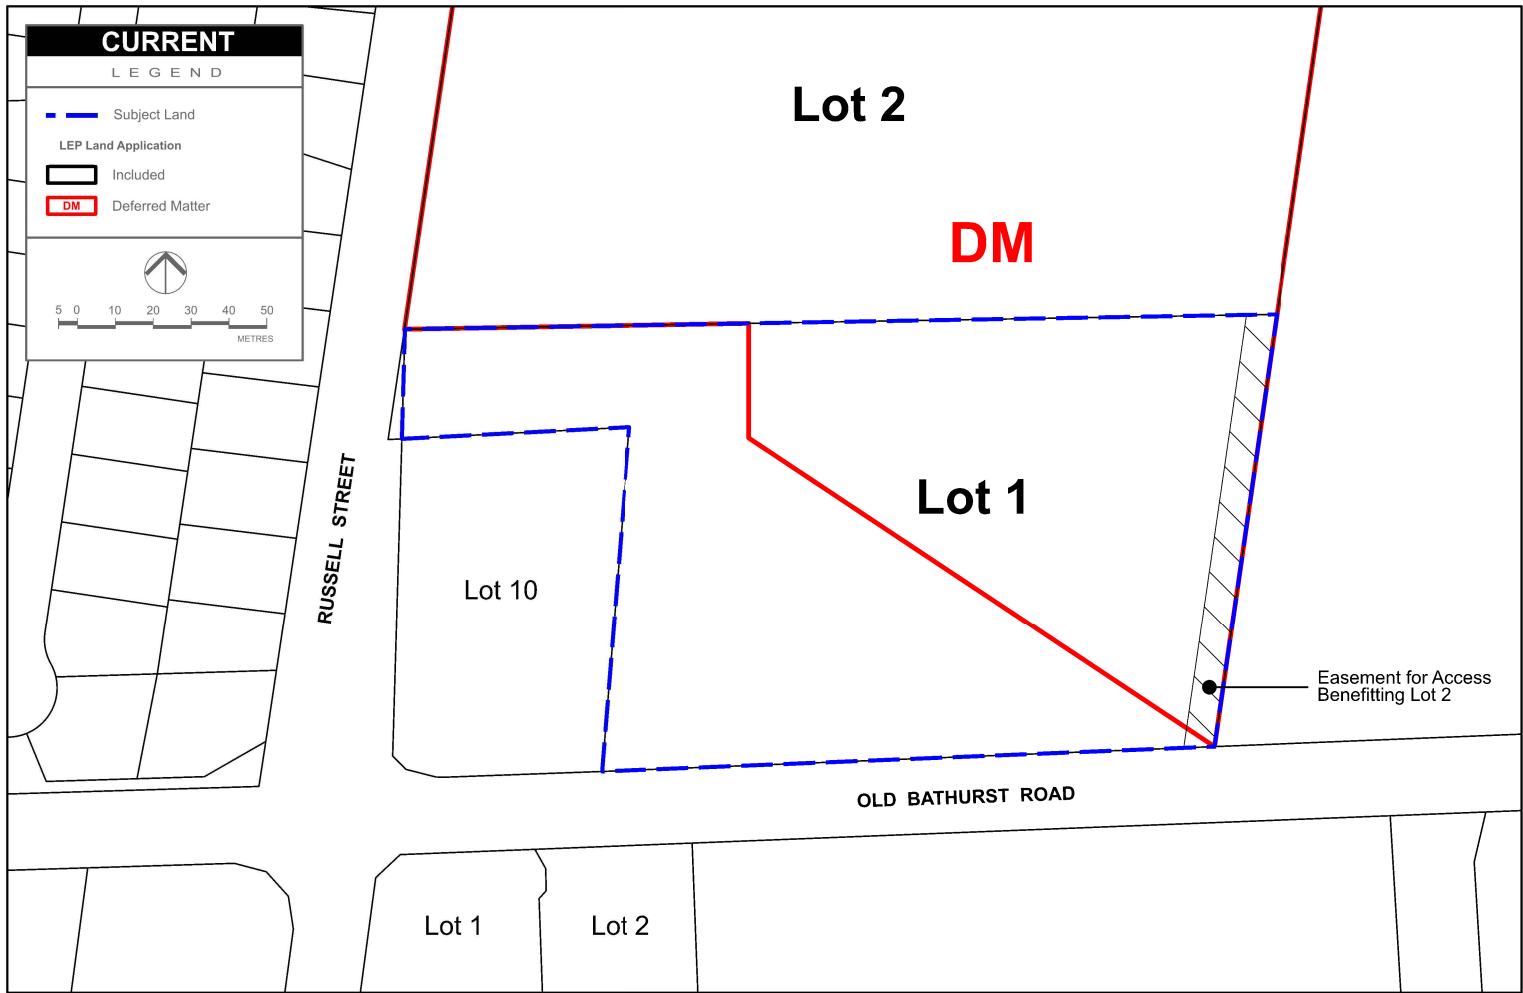 CURRENT
LEGEND
Subject Land
LEP Land Application
Included
DM Deferred Matter
5 0 10 20 30 40 50
METRES
Lot 2
DM
Lot 1
RUSSELL STREET
Lot 10
Easement for Access
Benefitting Lot 2
OLD BATHURST ROAD
Lot 1
Lot 2